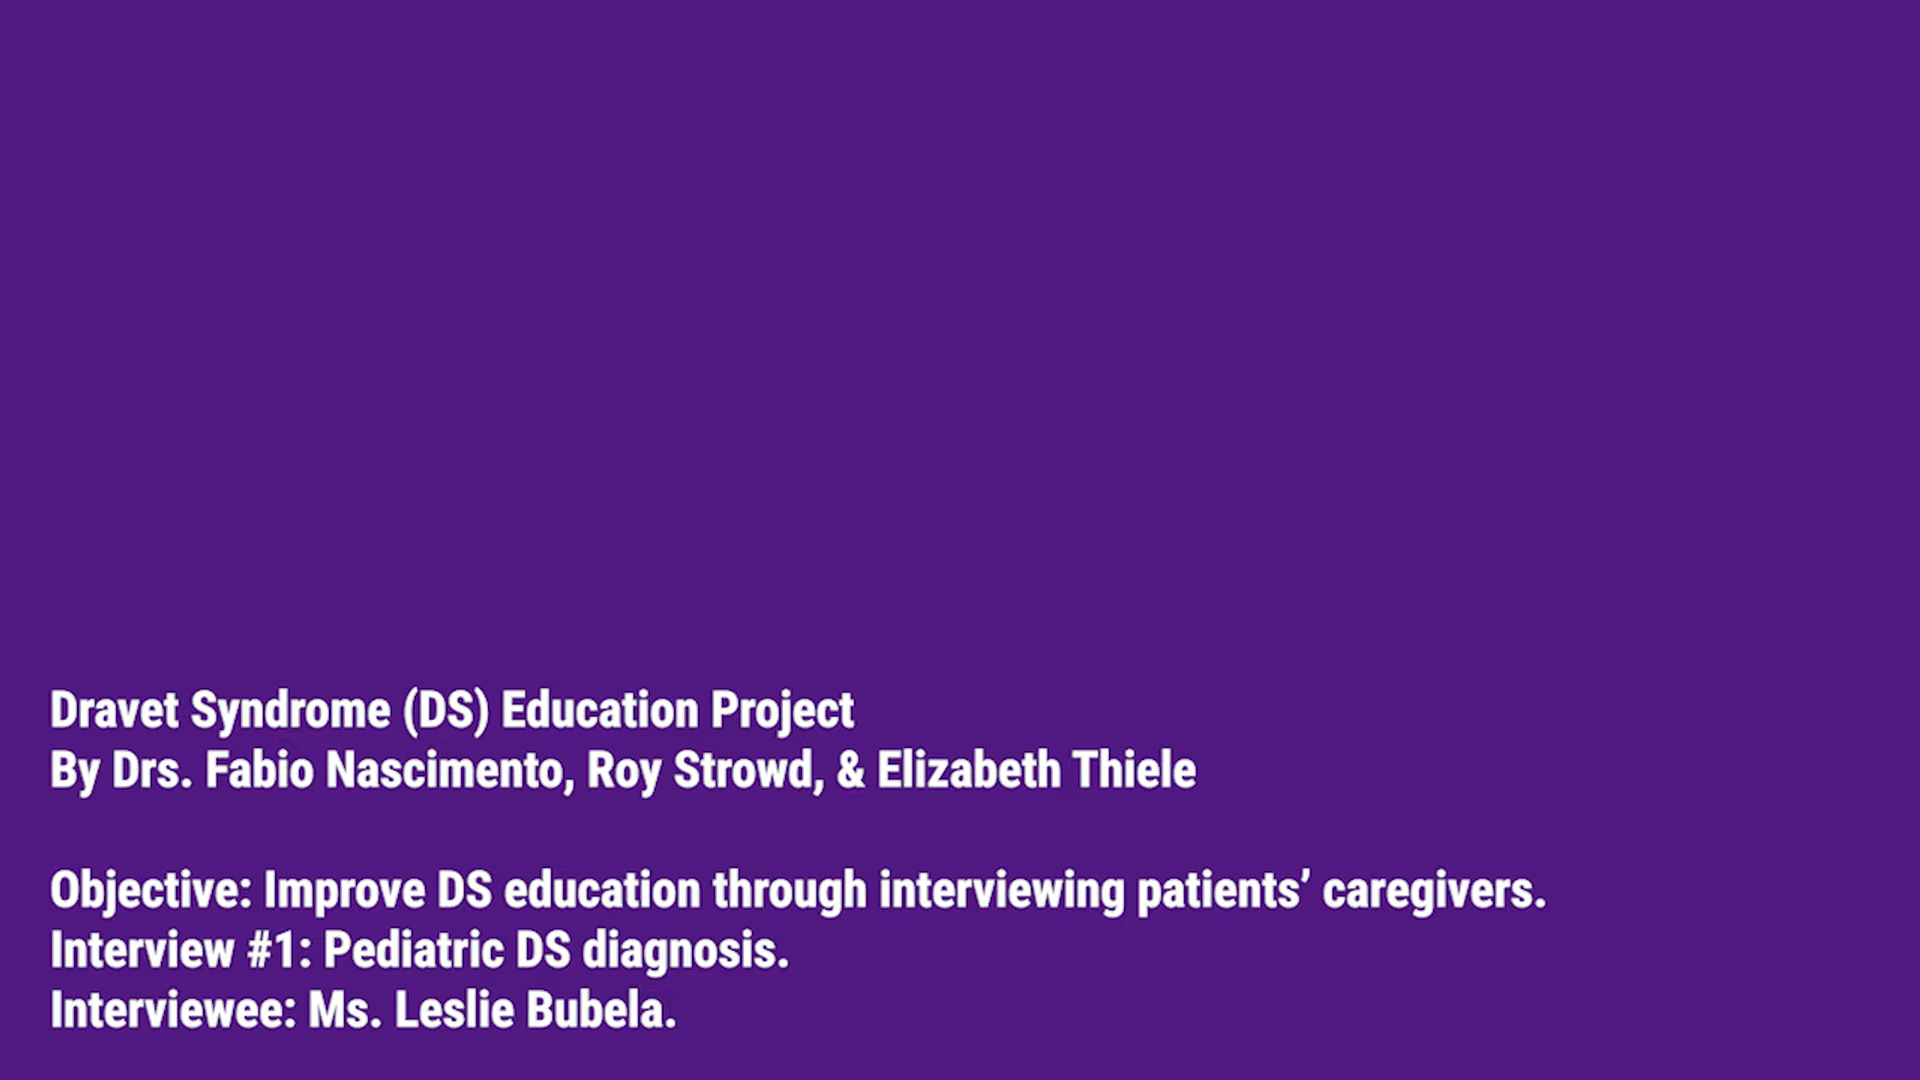 Dravet Syndrome (DS) Education Project
By Drs. Fabio Nascimento, Roy Strowd, & Elizabeth Thiele
Objective: Improve DS education through interviewing patients’ caregivers.
Interview #1: Pediatric DS diagnosis.
Interviewee: Ms. Leslie Bubela.